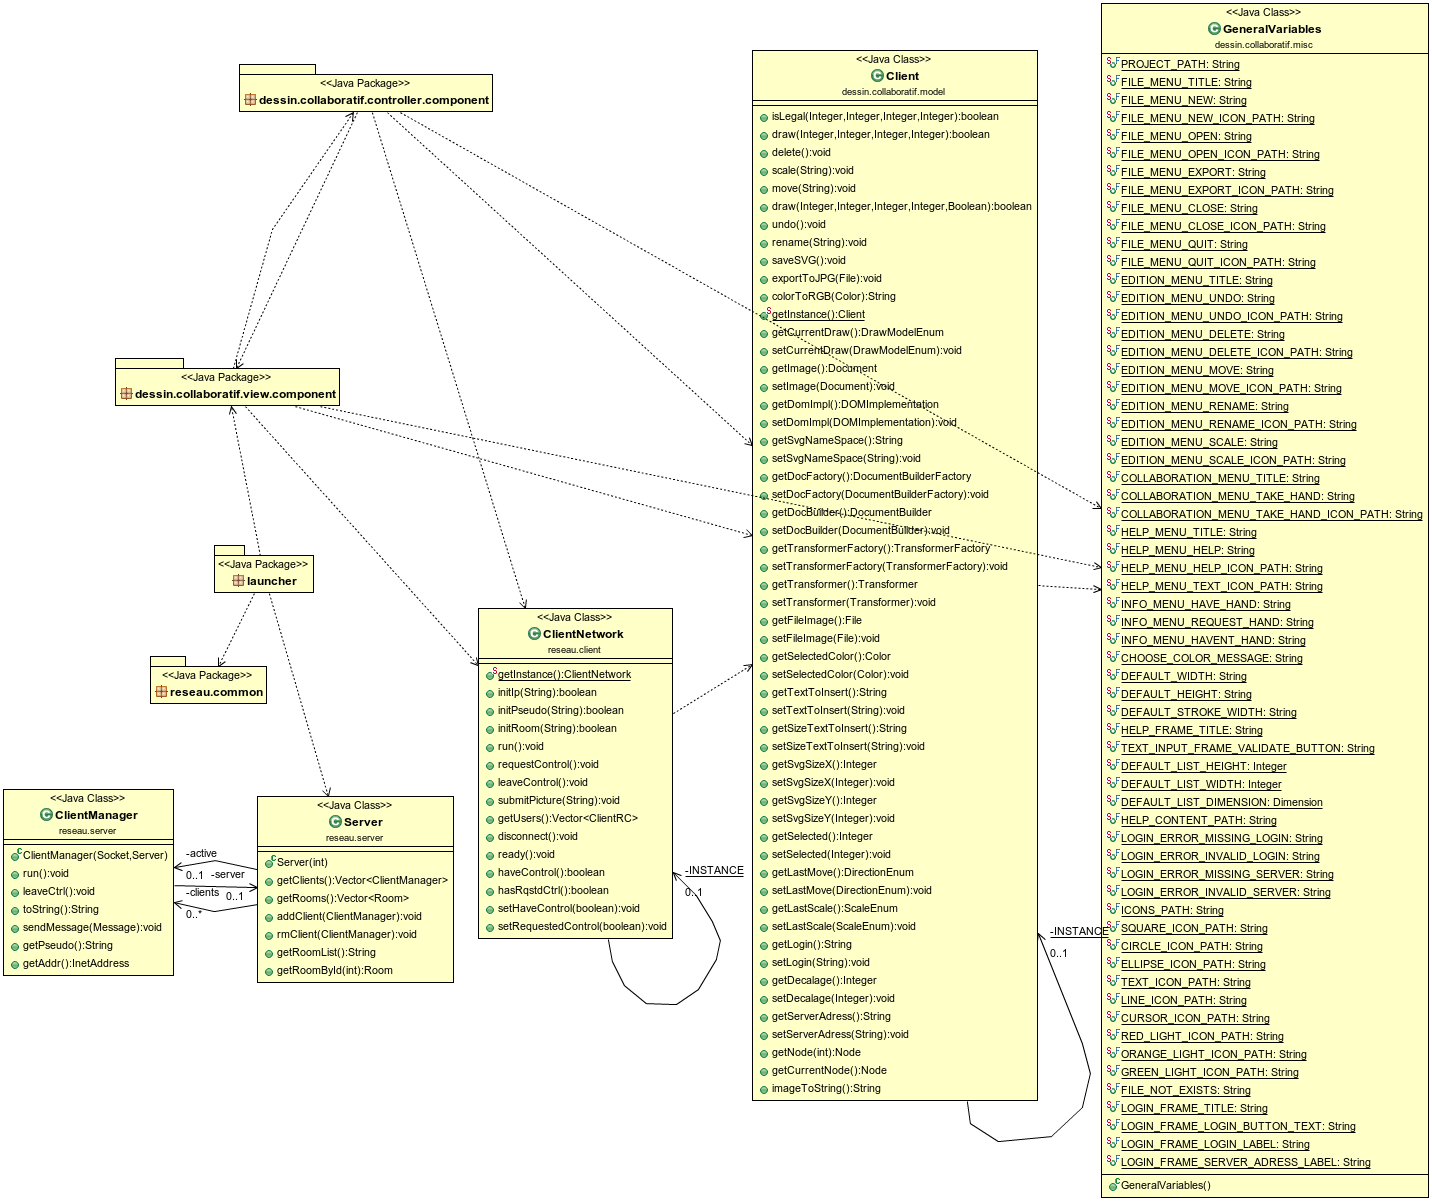 <<Java Package>>
dessin.collaboratif.controller.component
<<Java Package>>
dessin.collaboratif.view.component
<<Java Package>>
launcher
<<Java Package>>
reseau.common
<<Java Class>>
ClientManager
reseau.server
ClientManager(Socket,Server)
run():void
leaveCtrl():void
toString():String
sendMessage(Message):void
getPseudo():String
getAddr():InetAddress
-active
0..1
-server
0..1
-clients
0..*
<<Java Class>>
Server
reseau.server
Server(int)
getClients():Vector<ClientManager>
getRooms():Vector<Room>
addClient(ClientManager):void
rmClient(ClientManager):void
getRoomList():String
getRoomById(int):Room
<<Java Class>>
ClientNetwork
reseau.client
getInstance():ClientNetwork
initIp(String):boolean
initPseudo(String):boolean
initRoom(String):boolean
run():void
requestControl():void
leaveControl():void
submitPicture(String):void
getUsers():Vector<ClientRC>
disconnect():void
ready():void
haveControl():boolean
hasRqstdCtrl():boolean
setHaveControl(boolean):void
setRequestedControl(boolean):void
-INSTANCE
0..1
<<Java Class>>
Client
dessin.collaboratif.model
isLegal(Integer,Integer,Integer,Integer):boolean
draw(Integer,Integer,Integer,Integer):boolean
delete():void
scale(String):void
move(String):void
draw(Integer,Integer,Integer,Integer,Boolean):boolean
undo():void
rename(String):void
saveSVG():void
exportToJPG(File):void
colorToRGB(Color):String
getInstance():Client
getCurrentDraw():DrawModelEnum
setCurrentDraw(DrawModelEnum):void
getImage():Document
setImage(Document):void
getDomImpl():DOMImplementation
setDomImpl(DOMImplementation):void
getSvgNameSpace():String
setSvgNameSpace(String):void
getDocFactory():DocumentBuilderFactory
setDocFactory(DocumentBuilderFactory):void
getDocBuilder():DocumentBuilder
setDocBuilder(DocumentBuilder):void
getTransformerFactory():TransformerFactory
setTransformerFactory(TransformerFactory):void
getTransformer():Transformer
setTransformer(Transformer):void
getFileImage():File
setFileImage(File):void
getSelectedColor():Color
setSelectedColor(Color):void
getTextToInsert():String
setTextToInsert(String):void
getSizeTextToInsert():String
setSizeTextToInsert(String):void
getSvgSizeX():Integer
setSvgSizeX(Integer):void
getSvgSizeY():Integer
setSvgSizeY(Integer):void
getSelected():Integer
setSelected(Integer):void
getLastMove():DirectionEnum
setLastMove(DirectionEnum):void
getLastScale():ScaleEnum
setLastScale(ScaleEnum):void
getLogin():String
setLogin(String):void
getDecalage():Integer
setDecalage(Integer):void
getServerAdress():String
setServerAdress(String):void
getNode(int):Node
getCurrentNode():Node
imageToString():String
-INSTANCE
0..1
<<Java Class>>
GeneralVariables
dessin.collaboratif.misc
PROJECT_PATH: String
FILE_MENU_TITLE: String
FILE_MENU_NEW: String
FILE_MENU_NEW_ICON_PATH: String
FILE_MENU_OPEN: String
FILE_MENU_OPEN_ICON_PATH: String
FILE_MENU_EXPORT: String
FILE_MENU_EXPORT_ICON_PATH: String
FILE_MENU_CLOSE: String
FILE_MENU_CLOSE_ICON_PATH: String
FILE_MENU_QUIT: String
FILE_MENU_QUIT_ICON_PATH: String
EDITION_MENU_TITLE: String
EDITION_MENU_UNDO: String
EDITION_MENU_UNDO_ICON_PATH: String
EDITION_MENU_DELETE: String
EDITION_MENU_DELETE_ICON_PATH: String
EDITION_MENU_MOVE: String
EDITION_MENU_MOVE_ICON_PATH: String
EDITION_MENU_RENAME: String
EDITION_MENU_RENAME_ICON_PATH: String
EDITION_MENU_SCALE: String
EDITION_MENU_SCALE_ICON_PATH: String
COLLABORATION_MENU_TITLE: String
COLLABORATION_MENU_TAKE_HAND: String
COLLABORATION_MENU_TAKE_HAND_ICON_PATH: String
HELP_MENU_TITLE: String
HELP_MENU_HELP: String
HELP_MENU_HELP_ICON_PATH: String
HELP_MENU_TEXT_ICON_PATH: String
INFO_MENU_HAVE_HAND: String
INFO_MENU_REQUEST_HAND: String
INFO_MENU_HAVENT_HAND: String
CHOOSE_COLOR_MESSAGE: String
DEFAULT_WIDTH: String
DEFAULT_HEIGHT: String
DEFAULT_STROKE_WIDTH: String
HELP_FRAME_TITLE: String
TEXT_INPUT_FRAME_VALIDATE_BUTTON: String
DEFAULT_LIST_HEIGHT: Integer
DEFAULT_LIST_WIDTH: Integer
DEFAULT_LIST_DIMENSION: Dimension
HELP_CONTENT_PATH: String
LOGIN_ERROR_MISSING_LOGIN: String
LOGIN_ERROR_INVALID_LOGIN: String
LOGIN_ERROR_MISSING_SERVER: String
LOGIN_ERROR_INVALID_SERVER: String
ICONS_PATH: String
SQUARE_ICON_PATH: String
CIRCLE_ICON_PATH: String
ELLIPSE_ICON_PATH: String
TEXT_ICON_PATH: String
LINE_ICON_PATH: String
CURSOR_ICON_PATH: String
RED_LIGHT_ICON_PATH: String
ORANGE_LIGHT_ICON_PATH: String
GREEN_LIGHT_ICON_PATH: String
FILE_NOT_EXISTS: String
LOGIN_FRAME_TITLE: String
LOGIN_FRAME_LOGIN_BUTTON_TEXT: String
LOGIN_FRAME_LOGIN_LABEL: String
LOGIN_FRAME_SERVER_ADRESS_LABEL: String
GeneralVariables()